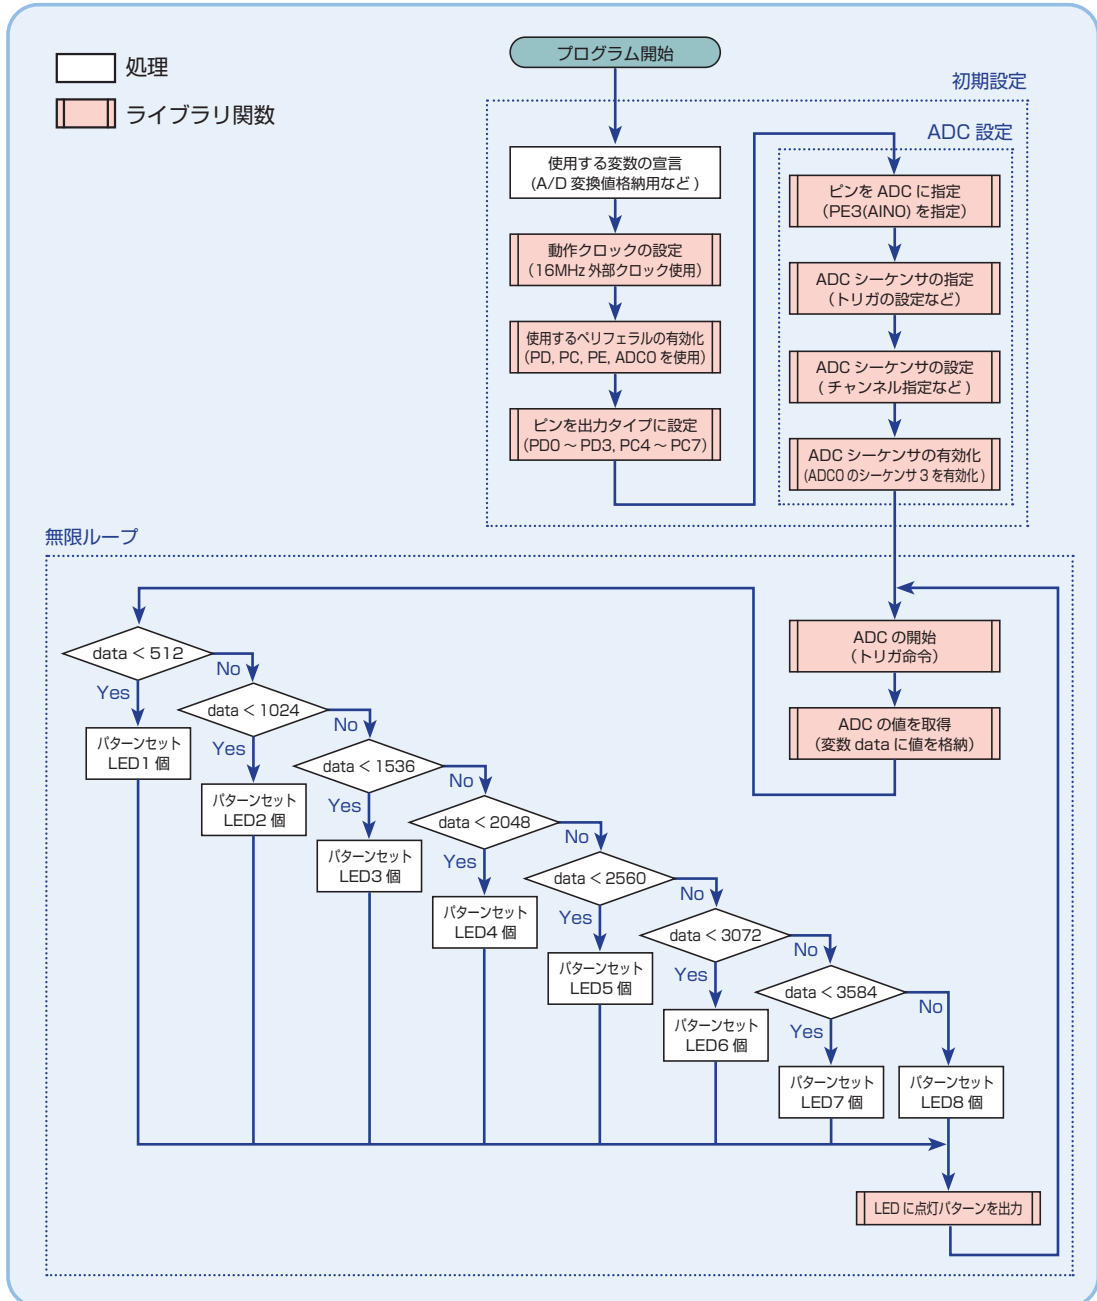 プログラム開始
処理
ライブラリ関数
初期設定
使用する変数の宣言
(A/D 変換値格納用など)
動作クロックの設定
(16MHz 外部クロック使用)
使用するペリフェラルの有効化
(PD, PC, PE, ADC0 を使用)
ピンを出力タイプに設定
(PD0 ~ PD3, PC4 ~ PC7)
ADC 設定
ピンを ADC に指定
(PE3(AIN0) を指定)
ADC シーケンサの指定
(トリガの設定など)
ADC シーケンサの設定
(チャンネル指定など)
ADC シーケンサの有効化
(ADC0 のシーケンサ 3 を有効化)
無限ループ
ADC の開始
(トリガ命令)
ADC の値を取得
(変数 data に値を格納)
data < 512
No
Yes
パターンセット
LED1 個
data < 1024
No
Yes
パターンセット
LED2 個
data < 1536
No
Yes
パターンセット
LED3 個
data < 2048
No
Yes
パターンセット
LED4 個
data < 2560
No
Yes
パターンセット
LED5 個
data < 3072
No
Yes
パターンセット
LED6 個
data < 3584
No
Yes
パターンセット
LED7 個
パターンセット
LED8 個
LED に点灯パターンを出力